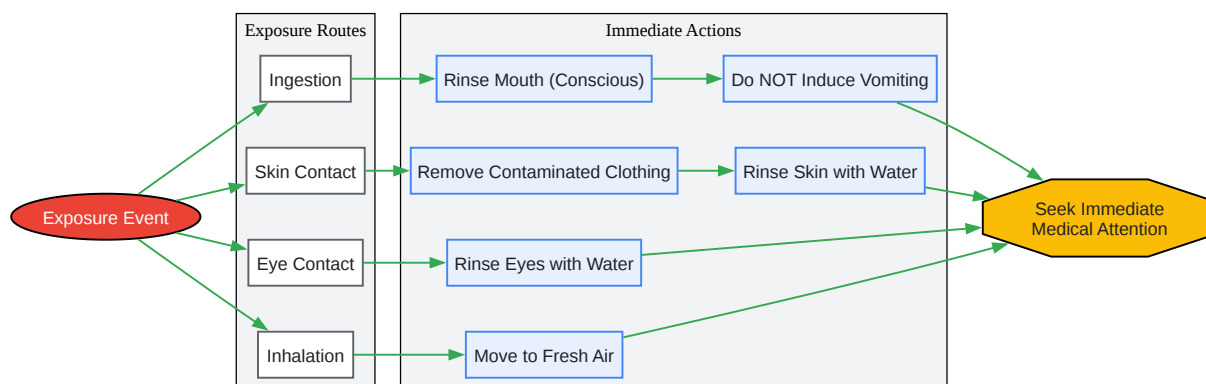 Exposure Routes
Immediate Actions
Ingestion
Rinse Mouth (Conscious)
Do NOT Induce Vomiting
Skin Contact
Remove Contaminated Clothing
Rinse Skin with Water
Exposure Event
Seek Immediate
Medical Attention
Eye Contact
Rinse Eyes with Water
Inhalation
Move to Fresh Air